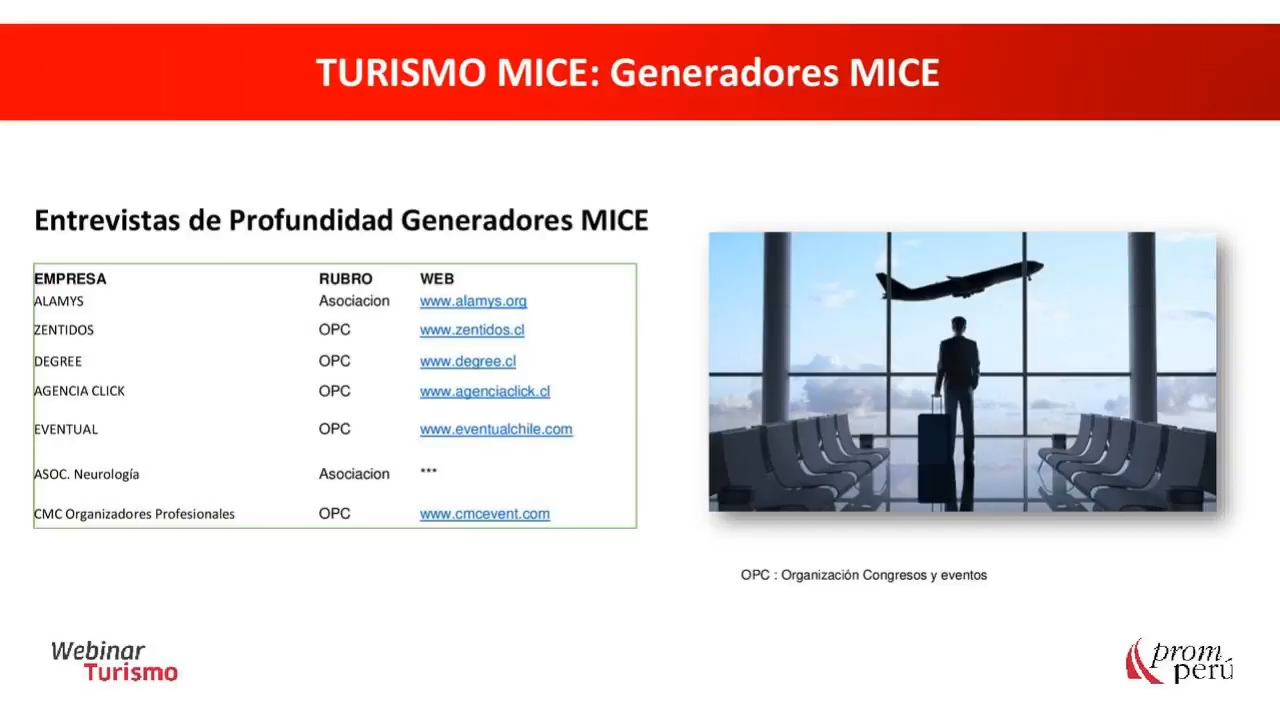 TURISMO MICE: Generadores MICE
Entrevistas de Profundidad Generadores MICE
EMPRESA RUBRO WEB
ALAMYS Asociacion www.alamys.org
ZENTIDOS OPC www.zentidos.cl
DEGREE OPC www.degree.cl
AGENCIA CLICK OPC www.agenciaclick.cl
EVENTUAL OPC www.eventualchile.com
ASOC. Neurología Asociacion ***
CMC Organizadores Profesionales OPC www.cmcevent.com
OPC : Organización Congresos y eventos
Webinar
Turismo
prom
perú